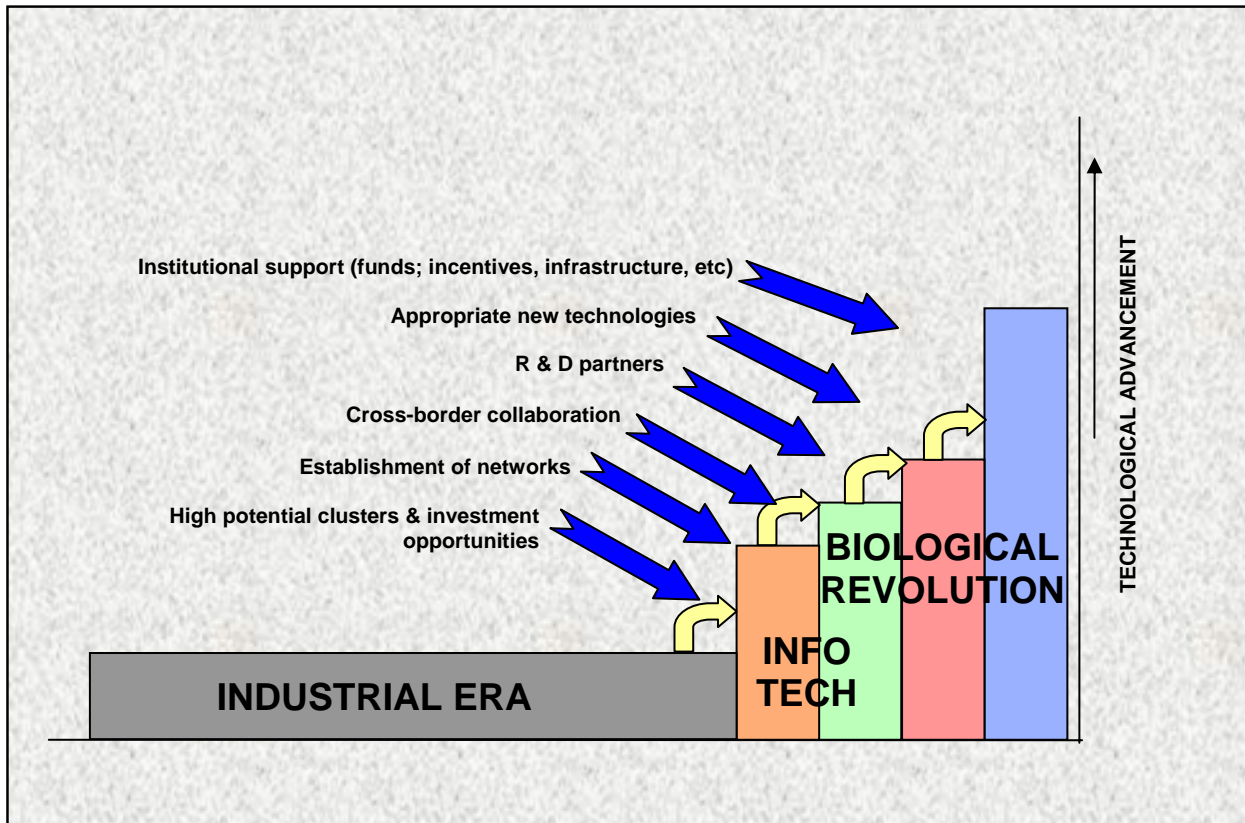 Institutional support (funds; incentives, infrastructure, etc)
Appropriate new technologies
R & D partners
Cross-border collaboration
Establishment of networks
High potential clusters & investment
opportunities
INDUSTRIAL ERA
INFO
TECH
BIOLOGICAL
REVOLUTION
TECHNOLOGICAL ADVANCEMENT